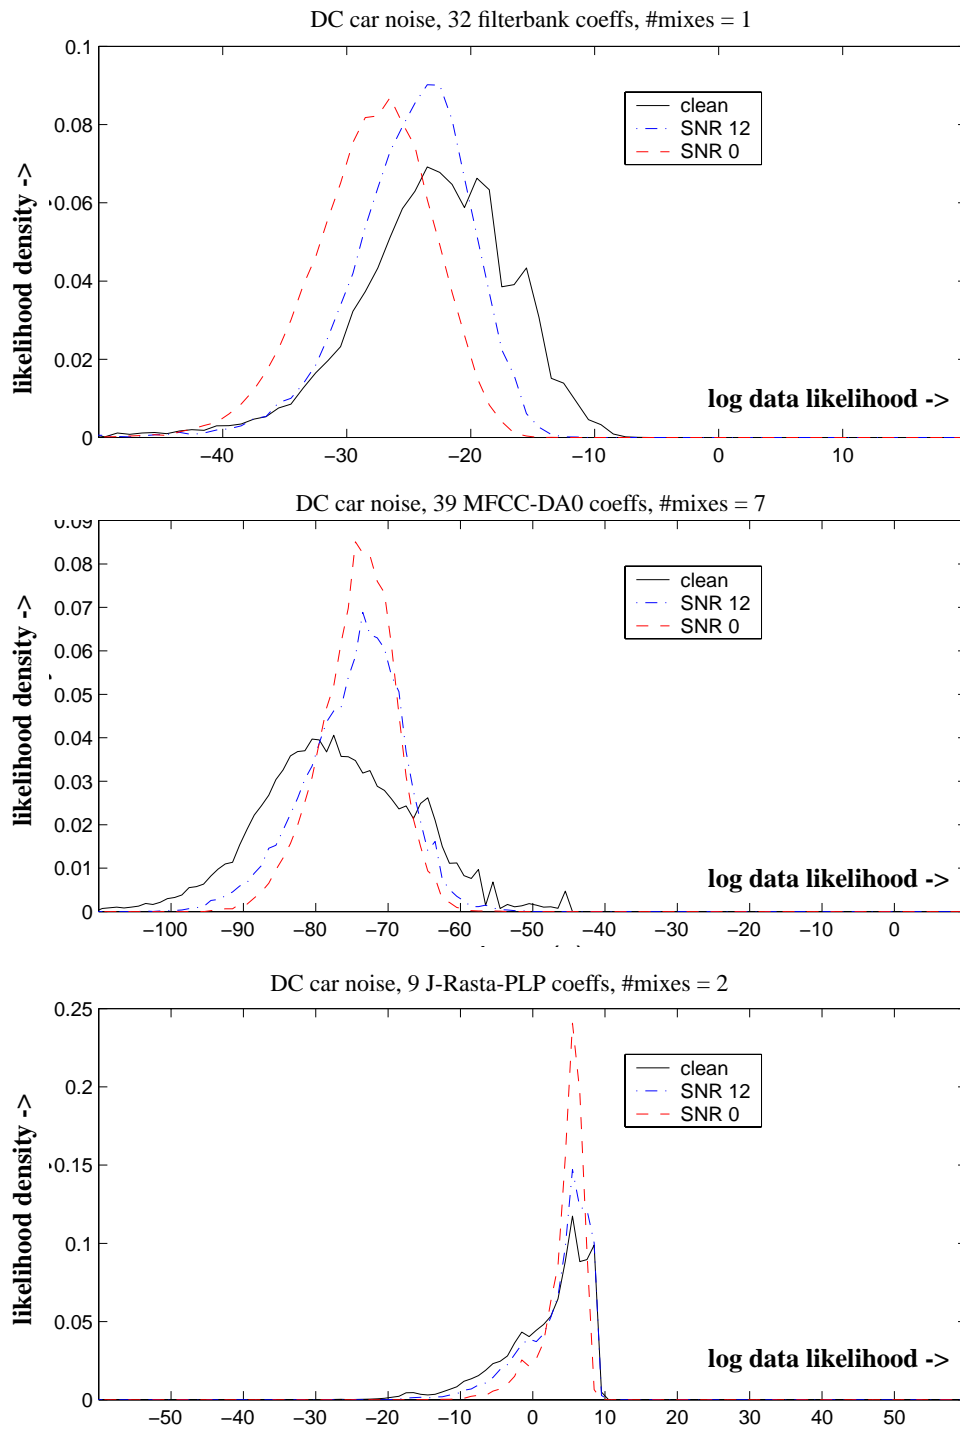 DC car noise, 32 filterbank coeffs, #mixes = 1
0.1
0.08
0.06
0.04
0.02
0
likelihood density ->
clean
SNR 12
SNR 0
log data likelihood ->
−40 −30 −20 −10 0 10
DC car noise, 39 MFCC-DA0 coeffs, #mixes = 7
0.09
0.08
0.07
0.06
0.05
0.04
0.03
0.02
0.01
0
likelihood density ->
clean
SNR 12
SNR 0
log data likelihood ->
−100 −90 −80 −70 −60 −50 −40 −30 −20 −10 0
DC car noise, 9 J-Rasta-PLP coeffs, #mixes = 2
0.25
0.2
0.15
0.1
0.05
0
likelihood density ->
clean
SNR 12
SNR 0
log data likelihood ->
−50 −40 −30 −20 −10 0 10 20 30 40 50